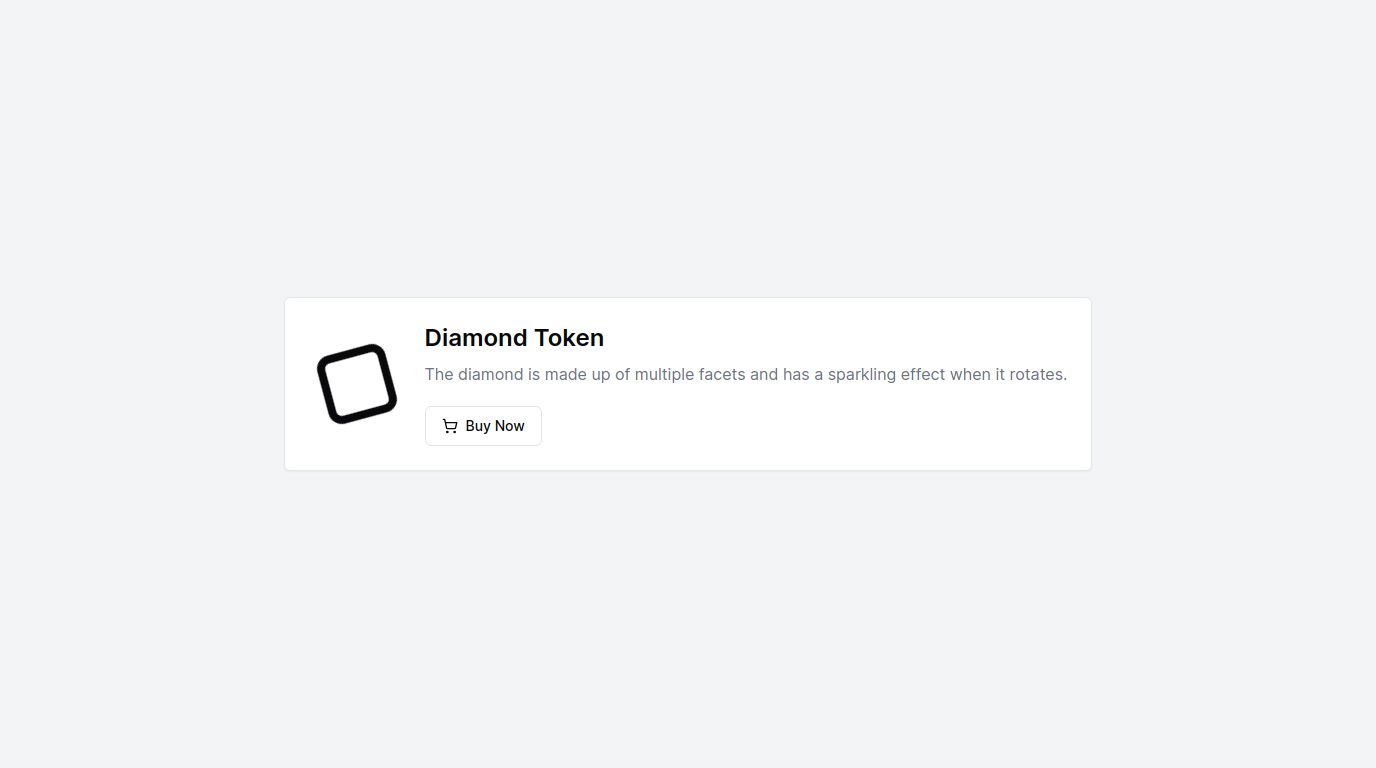 Diamond Token
The diamond is made up of multiple facets and has a sparkling effect when it rotates.
Buy Now